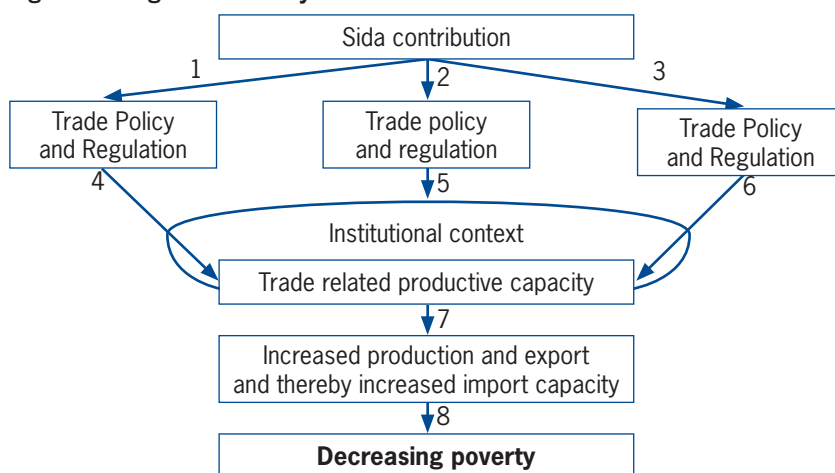 Sida contribution
1
2
3
Trade Policy
and Regulation
Trade policy
and regulation
Trade Policy
and Regulation
4
5
6
Institutional context
Trade related productive capacity
7
Increased production and export
and thereby increased import capacity
8
Decreasing poverty